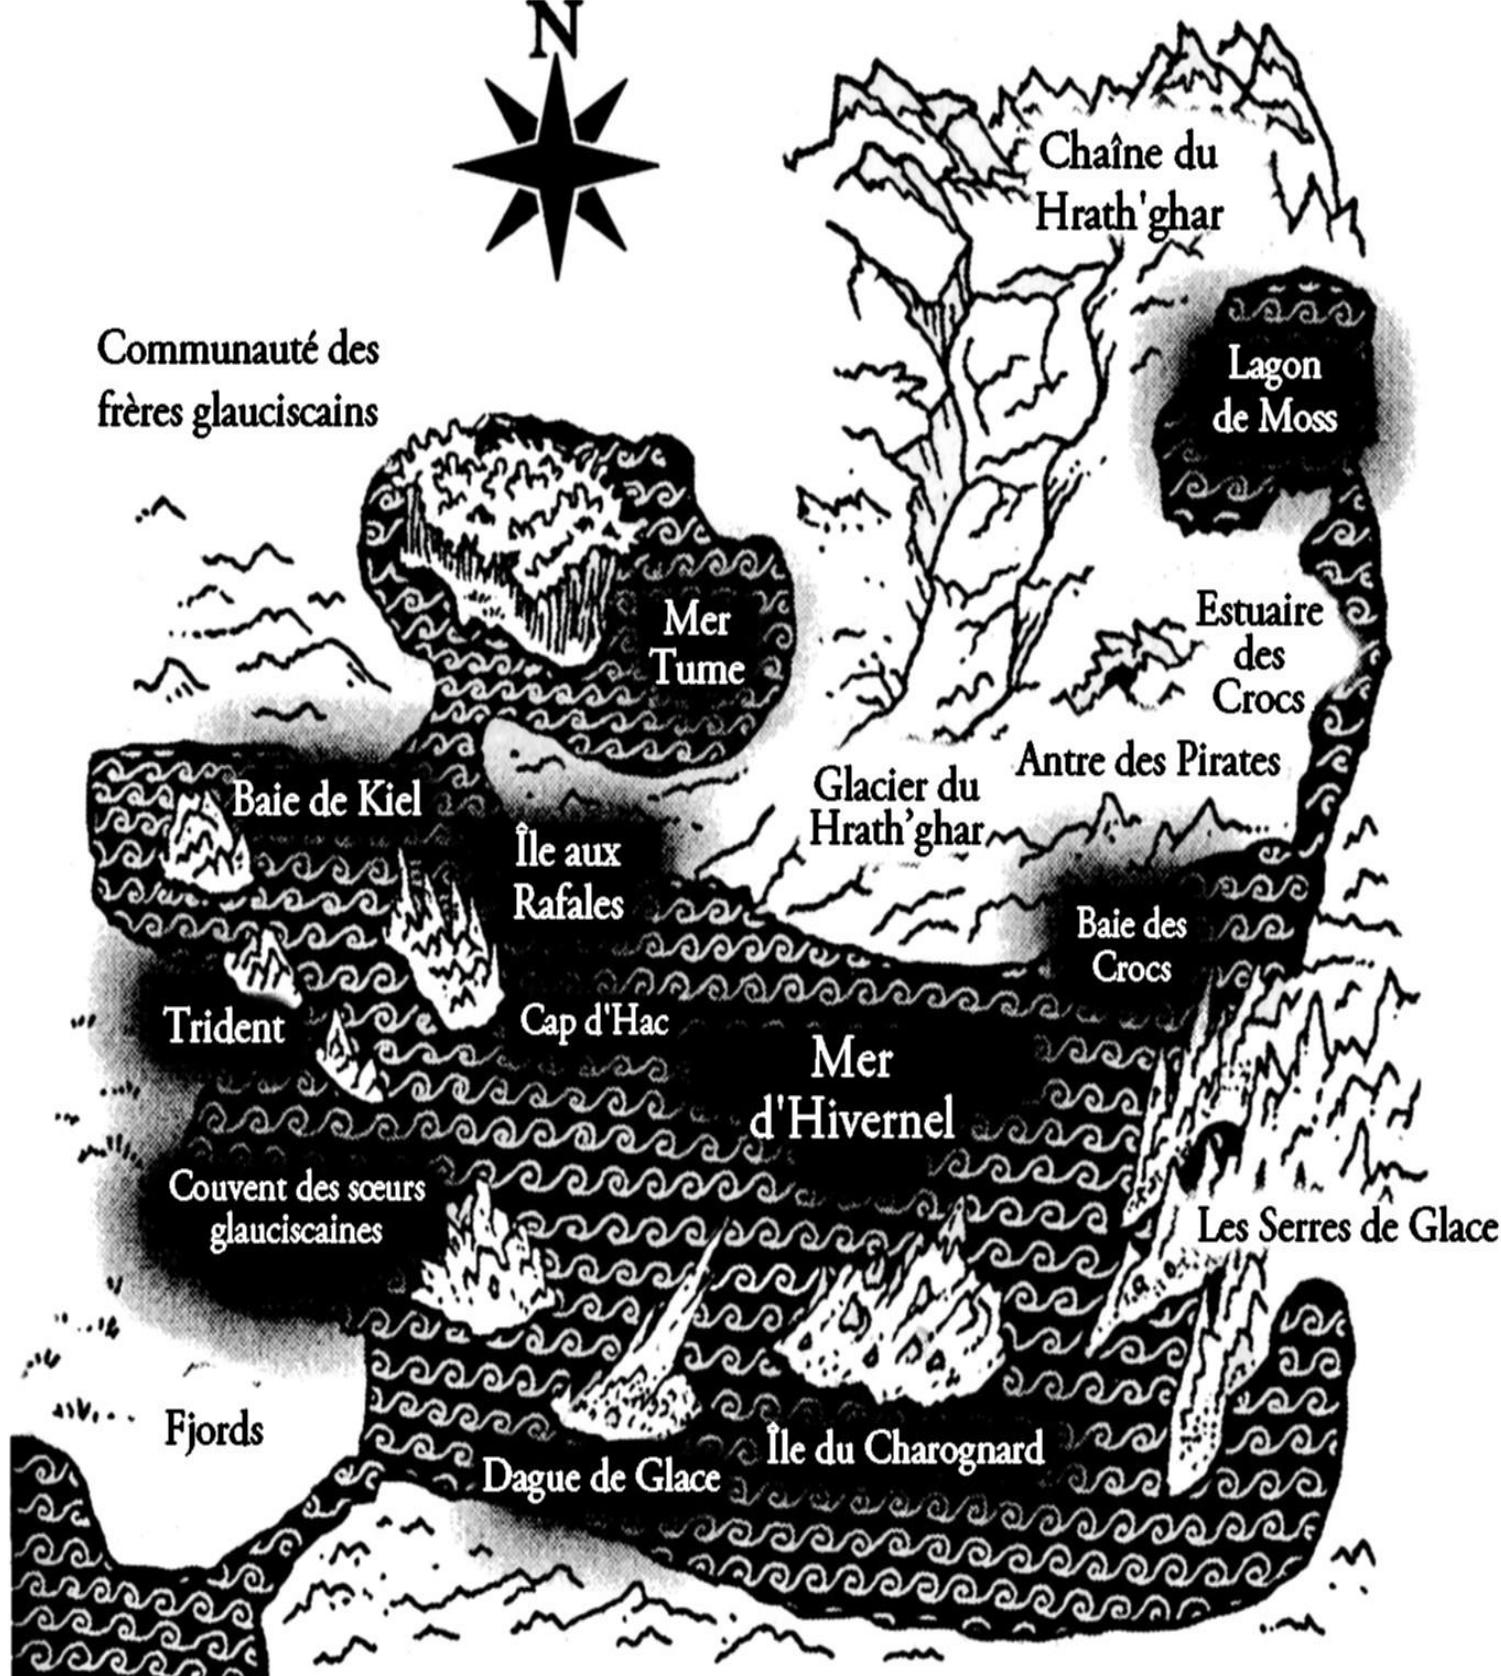 N
Chaîne du
Hrath'ghar
Communauté des
frères glauciscains
Lagon
de Moss
Mer
Tume
Estuaire
des
Crocs
Antre des Pirates
Glacier du
Hrath'ghar
Baie de Kiel
Île aux
Rafales
Baie des
Crocs
Trident
Cap d'Hac
Mer
d'Hivernel
Couvent des sœurs
glauciscaines
Les Serres de Glace
Fjords
Île du Charognard
Dague de Glace